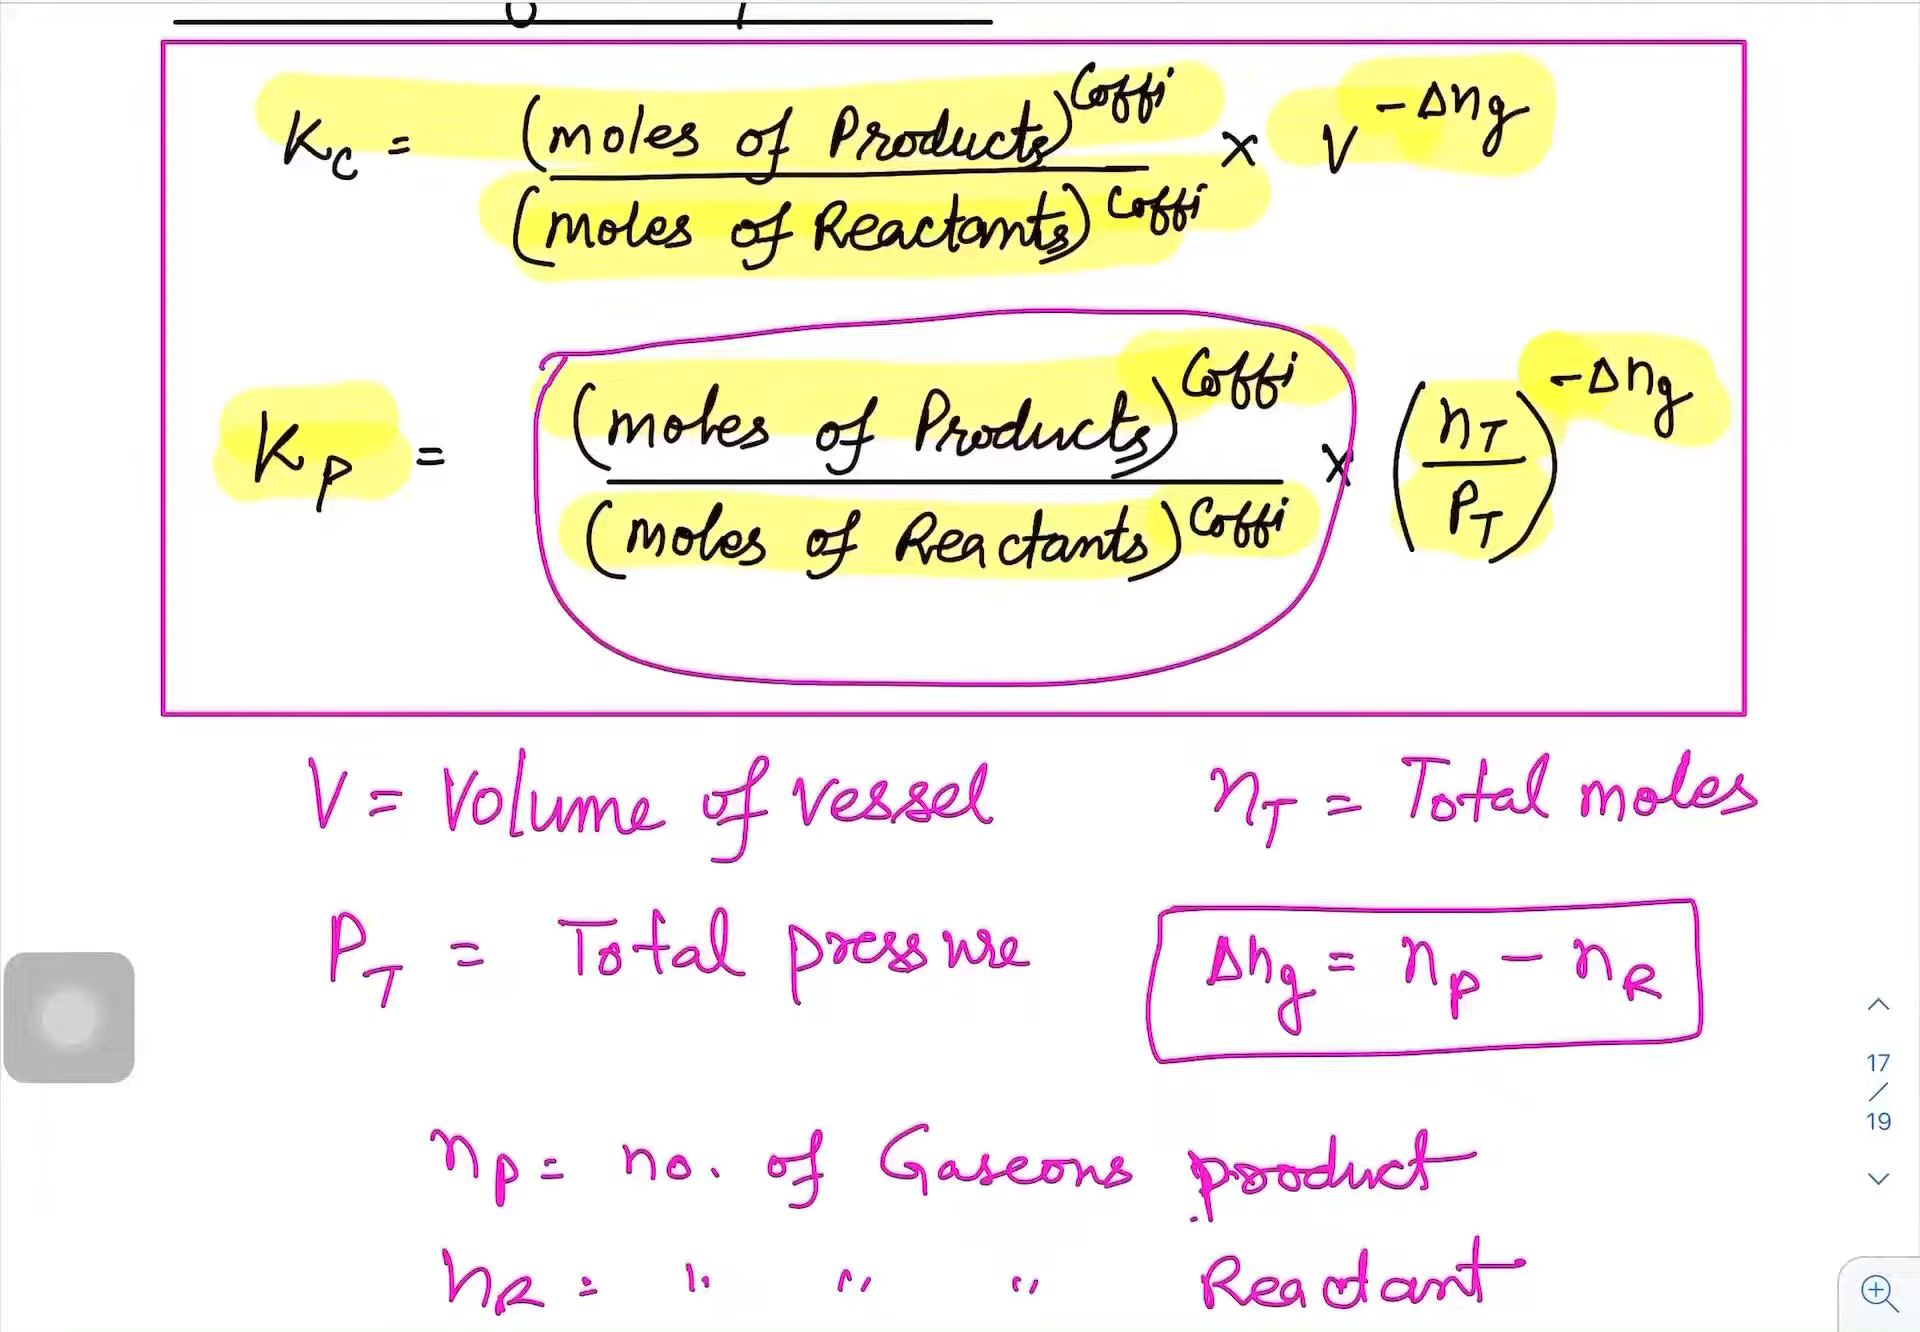 Kc = (moles of Products)^Coffi / (moles of Reactants)^Coffi × V^-Δng
Kp = (moles of Products)^Coffi / (moles of Reactants)^Coffi × (nT / PT)^-Δng
V = Volume of vessel
nT = Total moles
PT = Total pressure
Δng = np - nR
np = no. of Gaseous product
nR = " " " Reactant
17
/
19